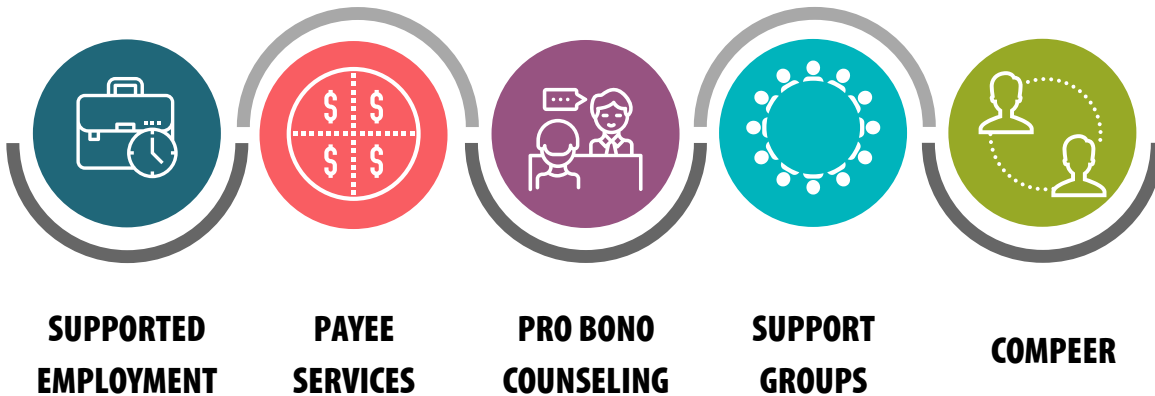 $ $
$ $
SUPPORTED
EMPLOYMENT
PAYEE
SERVICES
PRO BONO
COUNSELING
SUPPORT
GROUPS
COMPEER